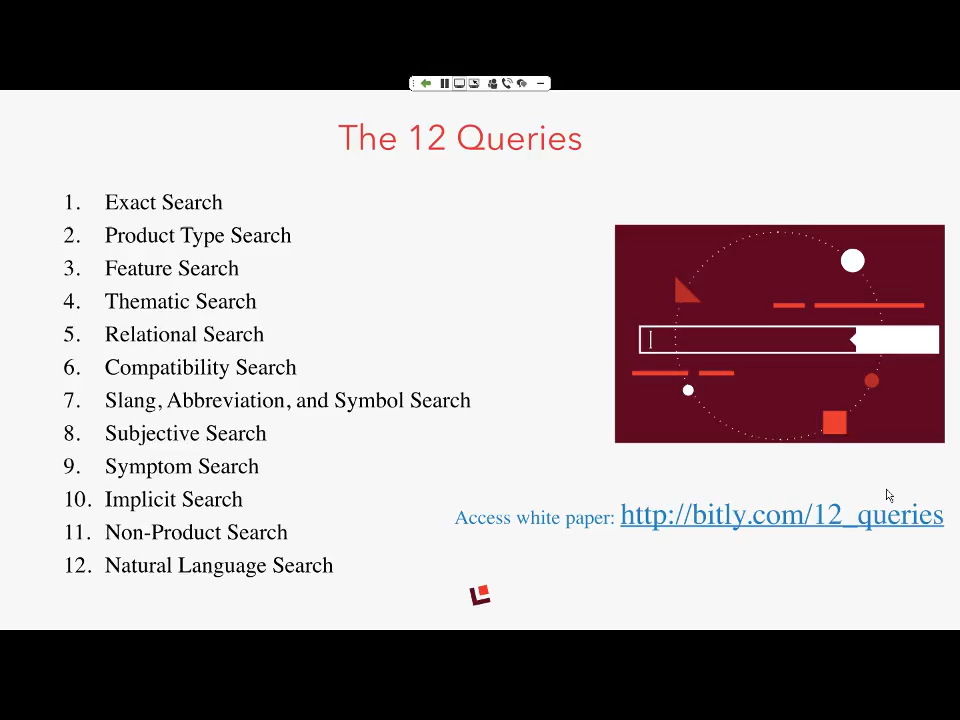 The 12 Queries
1. Exact Search
2. Product Type Search
3. Feature Search
4. Thematic Search
5. Relational Search
6. Compatibility Search
7. Slang, Abbreviation, and Symbol Search
8. Subjective Search
9. Symptom Search
10. Implicit Search
11. Non-Product Search
12. Natural Language Search
Access white paper: http://bitly.com/12_queries